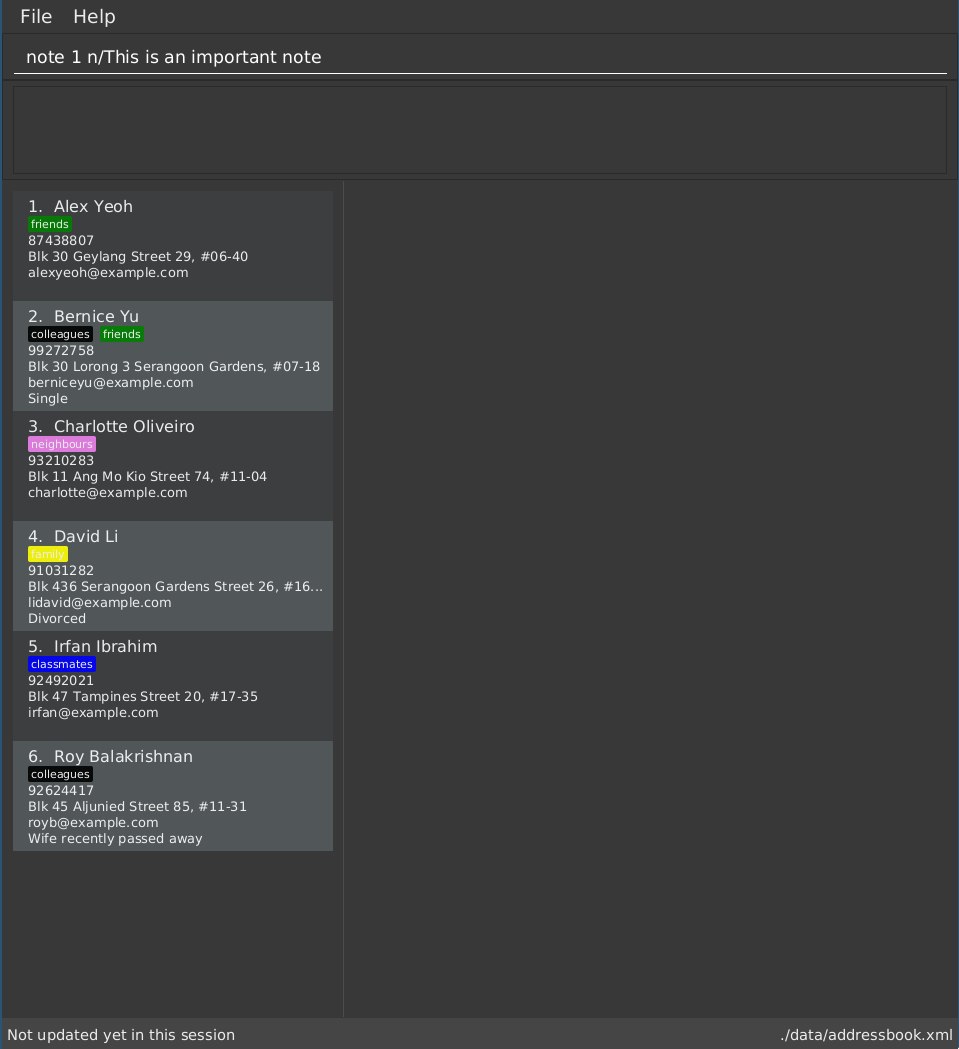 File Help
note 1 n/This is an important note
1. Alex Yeoh
friends
87438807
Blk 30 Geylang Street 29, #06-40
alexyeoh@example.com
2. Bernice Yu
colleagues friends
99272758
Blk 30 Lorong 3 Serangoon Gardens, #07-18
berniceyu@example.com
Single
3. Charlotte Oliveiro
neighbours
93210283
Blk 11 Ang Mo Kio Street 74, #11-04
charlotte@example.com
4. David Li
family
91031282
Blk 436 Serangoon Gardens Street 26, #16...
lidavid@example.com
Divorced
5. Irfan Ibrahim
classmates
92492021
Blk 47 Tampines Street 20, #17-35
irfan@example.com
6. Roy Balakrishnan
colleagues
92624417
Blk 45 Aljunied Street 85, #11-31
royb@example.com
Wife recently passed away
Not updated yet in this session ./data/addressbook.xml